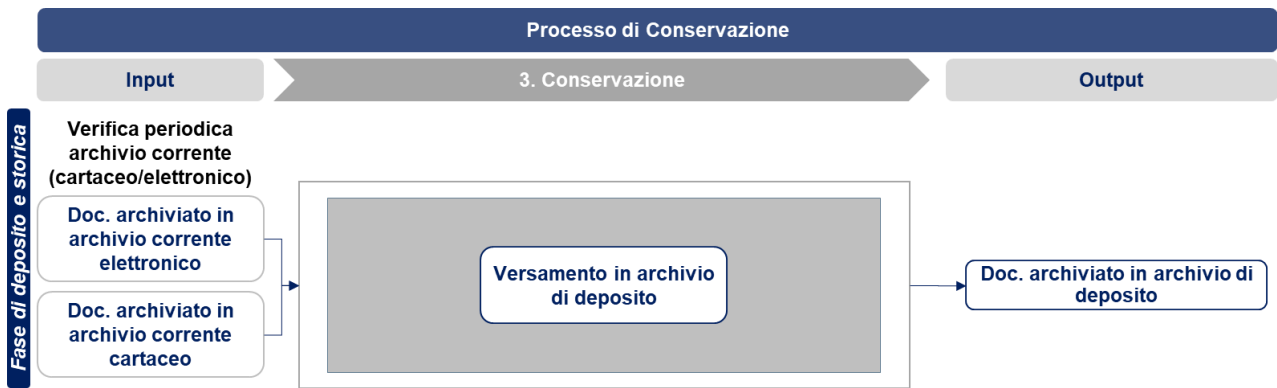 Processo di Conservazione
Input
3. Conservazione
Output
Fase di deposito e storica
Verifica periodica
archivio corrente
(cartaceo/elettronico)
Doc. archiviato in
archivio corrente
elettronico
Doc. archiviato in
archivio corrente
cartaceo
Versamento in archivio
di deposito
Doc. archiviato in archivio di
deposito